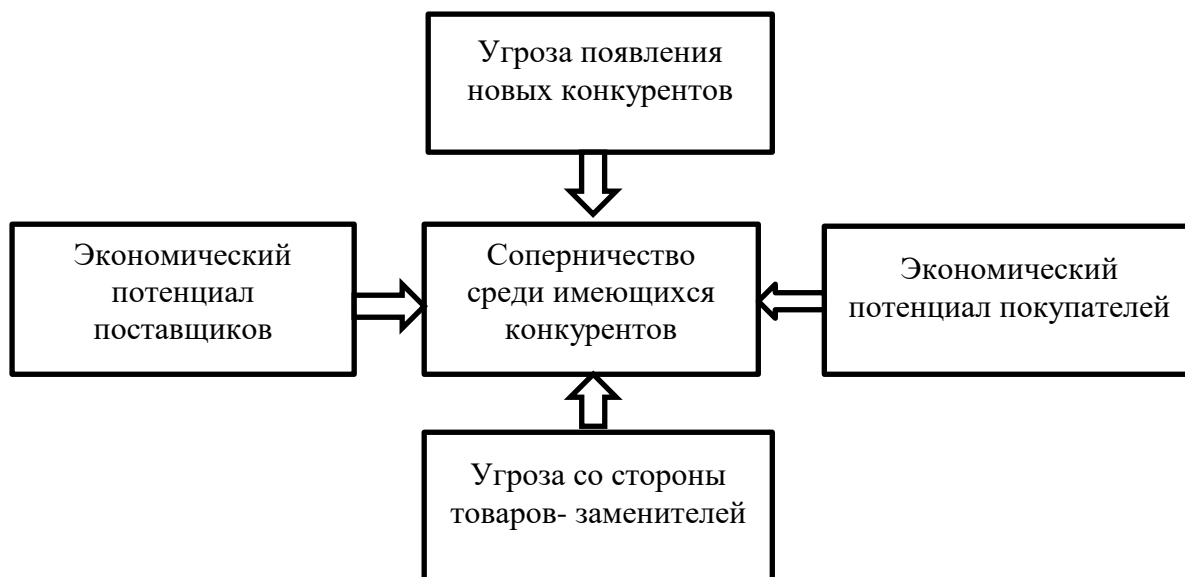 Угроза появления
новых конкурентов
Экономический
потенциал
поставщиков
Соперничество
среди имеющихся
конкурентов
Экономический
потенциал покупателей
Угроза со стороны
товаров- заменителей